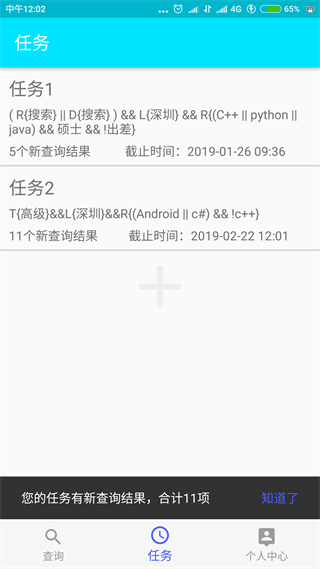 中午12:02 ... 4G 65%
任务
任务1
( R{搜索} || D{搜索} ) && L{深圳} && R{(C++ || python ||
java) && 硕士 && !出差}
5个新查询结果 截止时间：2019-01-26 09:36
任务2
T{高级}&&L{深圳}&&R{(Android || c#) && !c++}
11个新查询结果 截止时间：2019-02-22 12:01
您的任务有新查询结果，合计11项 知道了
查询 任务 个人中心